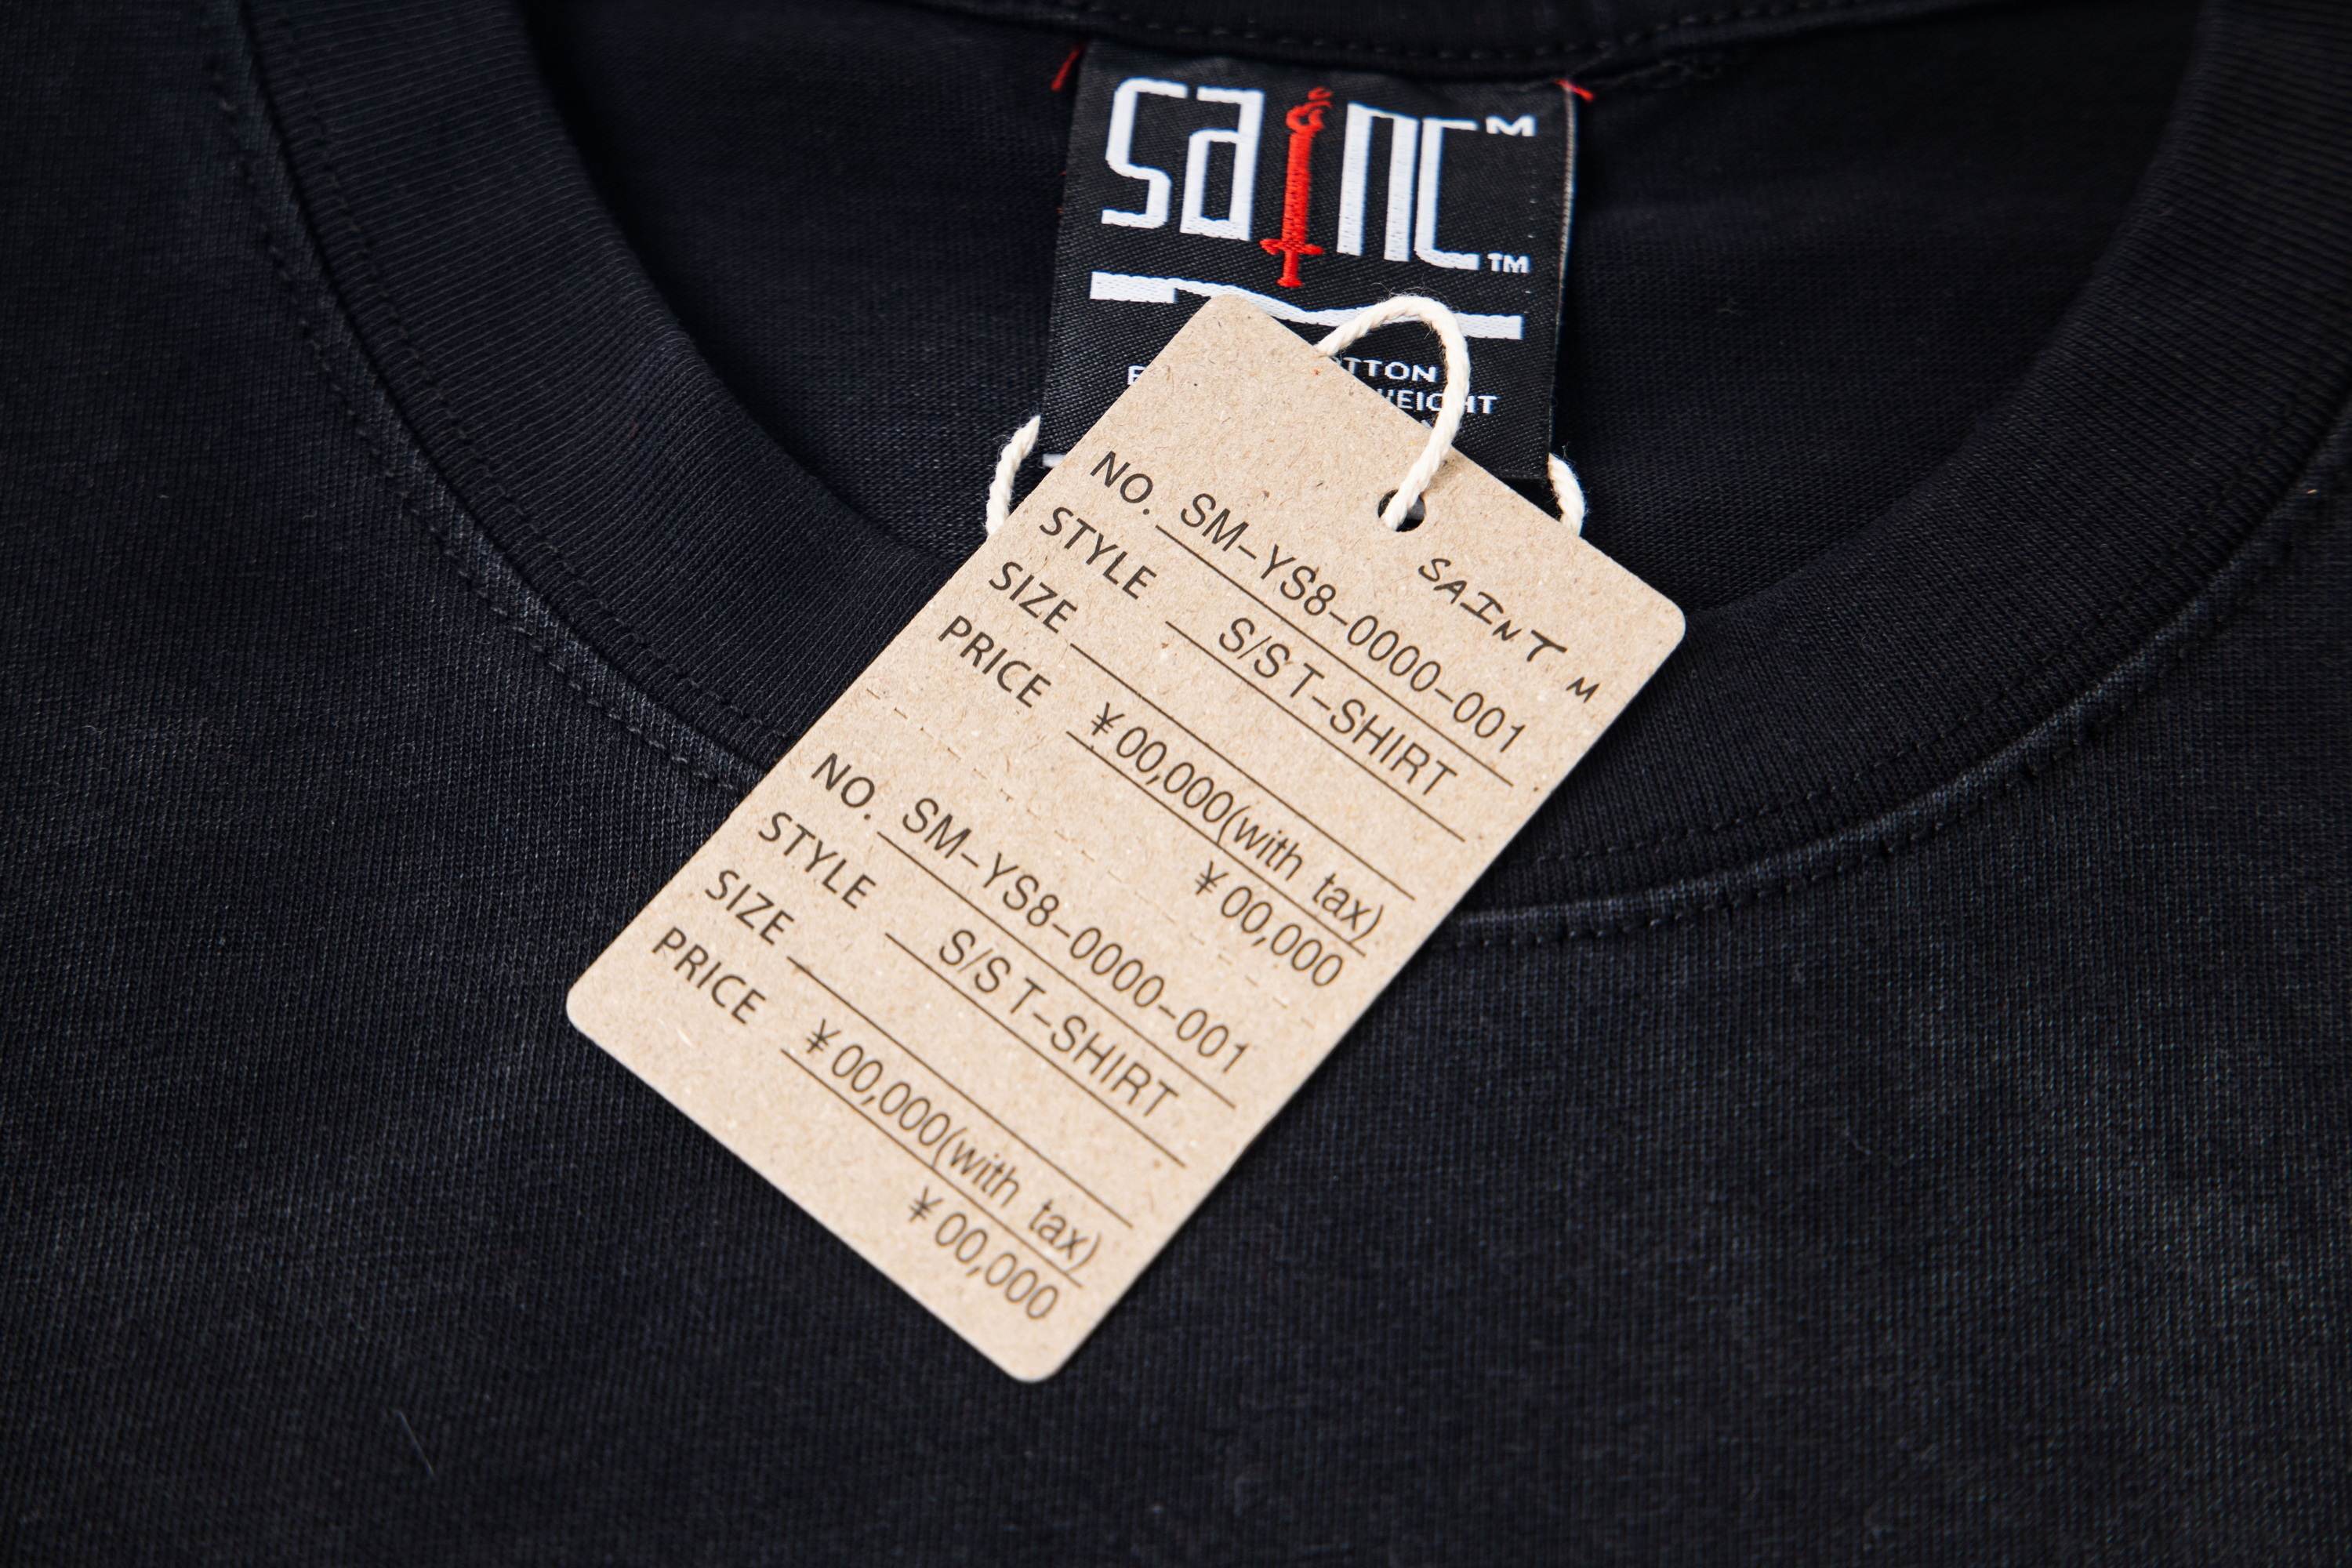 saint M
TM
SAINT M
NO. SM-YS8-0000-001
STYLE S/S T-SHIRT
SIZE
PRICE ¥00,000(with tax)
¥00,000
NO. SM-YS8-0000-001
STYLE S/S T-SHIRT
SIZE
PRICE ¥00,000(with tax)
¥00,000